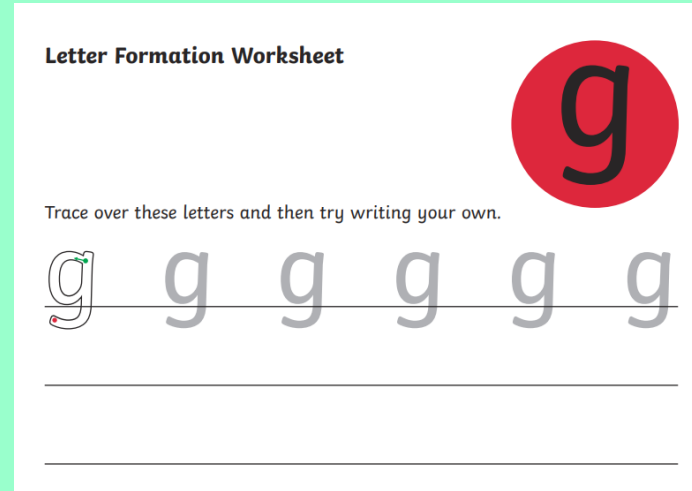 Letter Formation Worksheet
g
Trace over these letters and then try writing your own.
g g g g g g